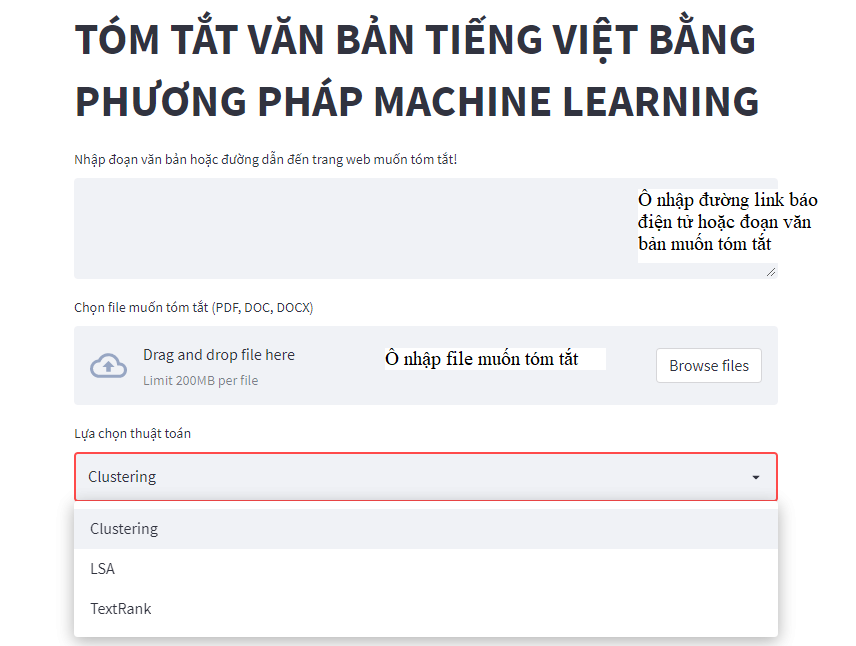 TÓM TẮT VĂN BẢN TIẾNG VIỆT BẰNG
PHƯƠNG PHÁP MACHINE LEARNING
Nhập đoạn văn bản hoặc đường dẫn đến trang web muốn tóm tắt!
Ô nhập đường link báo
điện tử hoặc đoạn văn
bản muốn tóm tắt
Chọn file muốn tóm tắt (PDF, DOC, DOCX)
Drag and drop file here
Limit 200MB per file
Ô nhập file muốn tóm tắt
Browse files
Lựa chọn thuật toán
Clustering
Clustering
LSA
TextRank